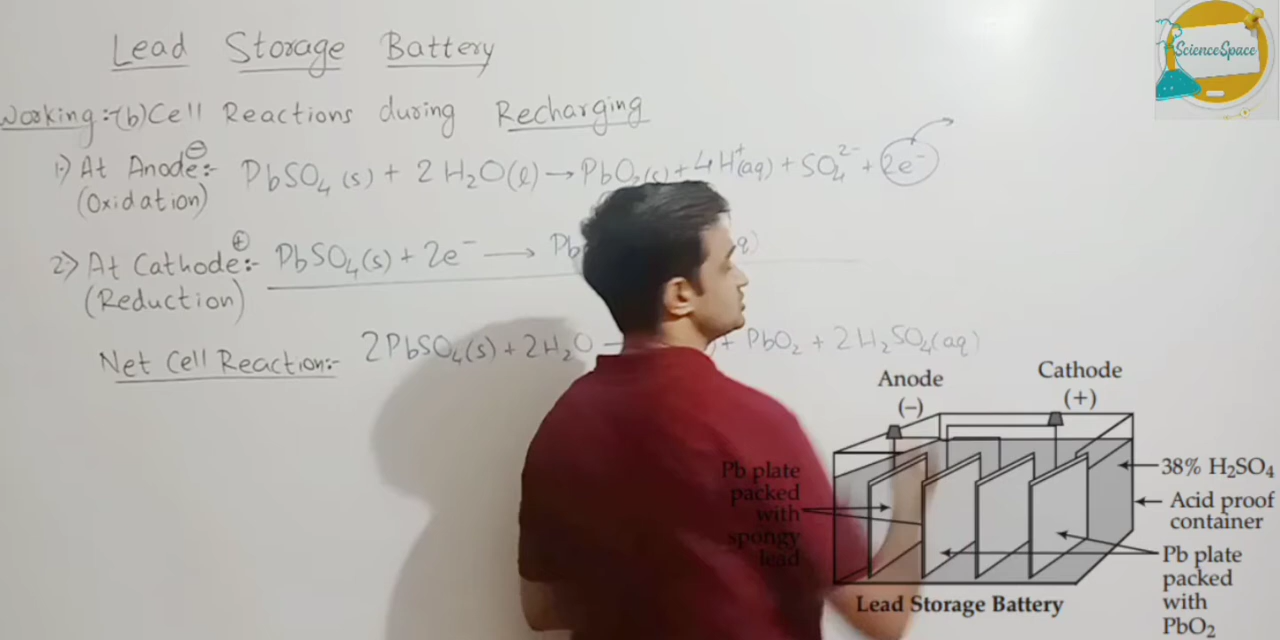 Lead Storage Battery
Working:-(b)Cell Reactions during Recharging
1) At Anode⊖:- PbSO₄(s) + 2H₂O(l) → PbO₂(s) + 4H⁺(aq) + SO₄²⁻ + 2e⁻
(Oxidation)
2) At Cathode⊕:- PbSO₄(s) + 2e⁻ ⟶ Pb
(Reduction)
Net Cell Reaction:- 2PbSO₄(s) + 2H₂O + PbO₂ + 2H₂SO₄(aq)
ScienceSpace
Anode
(-)
Cathode
(+)
Pb plate
packed
with
spongy
lead
38% H₂SO₄
Acid proof
container
Pb plate
packed
with
PbO₂
Lead Storage Battery